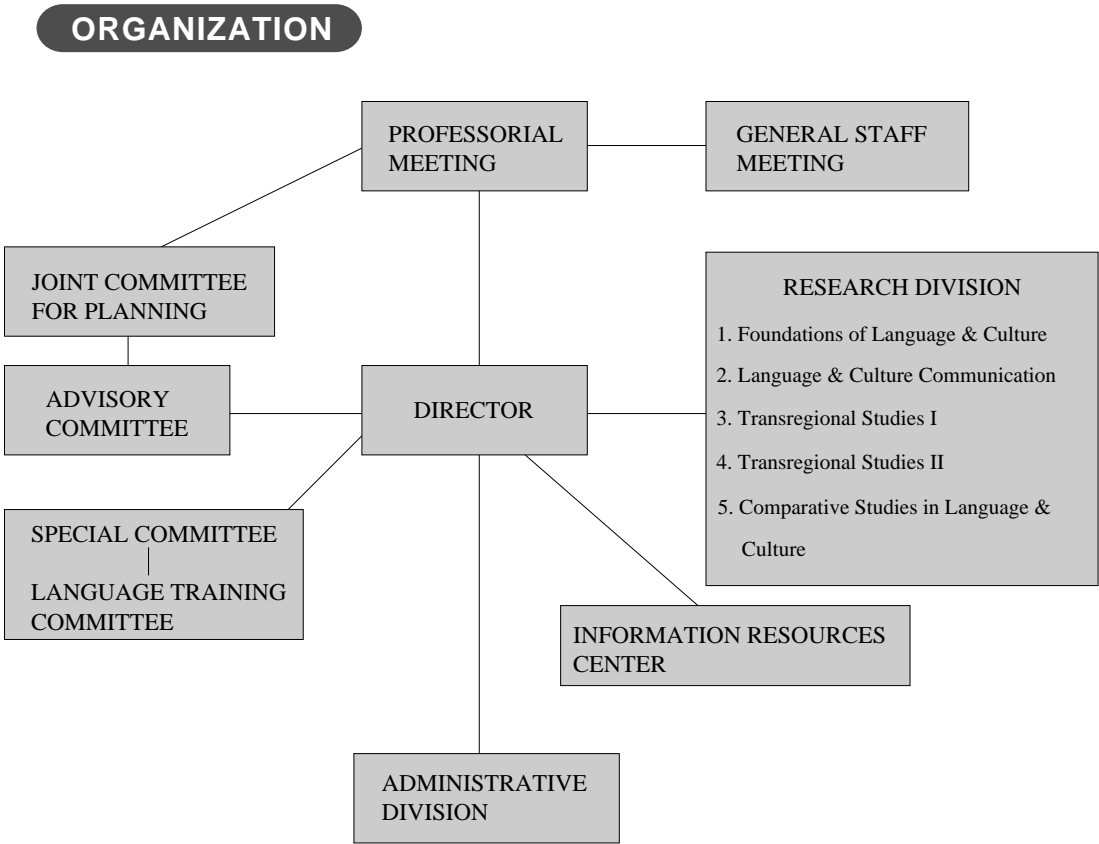 ORGANIZATION
PROFESSORIAL
MEETING
GENERAL STAFF
MEETING
JOINT COMMITTEE
FOR PLANNING
RESEARCH DIVISION
1. Foundations of Language & Culture
2. Language & Culture Communication
3. Transregional Studies I
4. Transregional Studies II
5. Comparative Studies in Language &
Culture
ADVISORY
COMMITTEE
DIRECTOR
SPECIAL COMMITTEE
LANGUAGE TRAINING
COMMITTEE
INFORMATION RESOURCES
CENTER
ADMINISTRATIVE
DIVISION